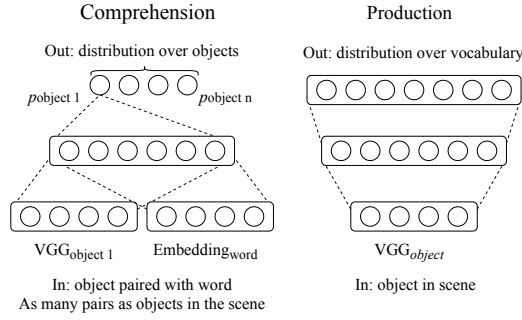 Comprehension
Out: distribution over objects
pobject 1
pobject n
VGGobject 1
Embeddingword
In: object paired with word
As many pairs as objects in the scene
Production
Out: distribution over vocabulary
VGGobject
In: object in scene